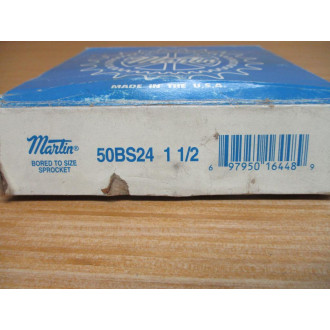 Martin
MADE IN THE U.S.A.
Martin®
BORED TO SIZE
SPROCKET
50BS24 1 1/2
6 97950 16448 9